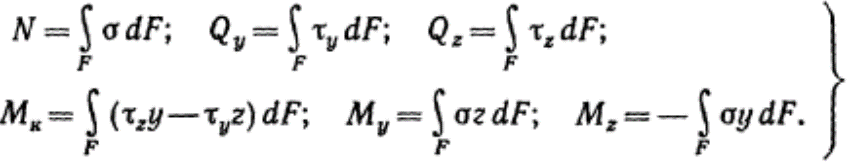 N = ∫_F σ dF; Q_y = ∫_F τ_y dF; Q_z = ∫_F τ_z dF;
M_к = ∫_F (τ_z y — τ_y z) dF; M_y = ∫_F σz dF; M_z = — ∫_F σy dF. }